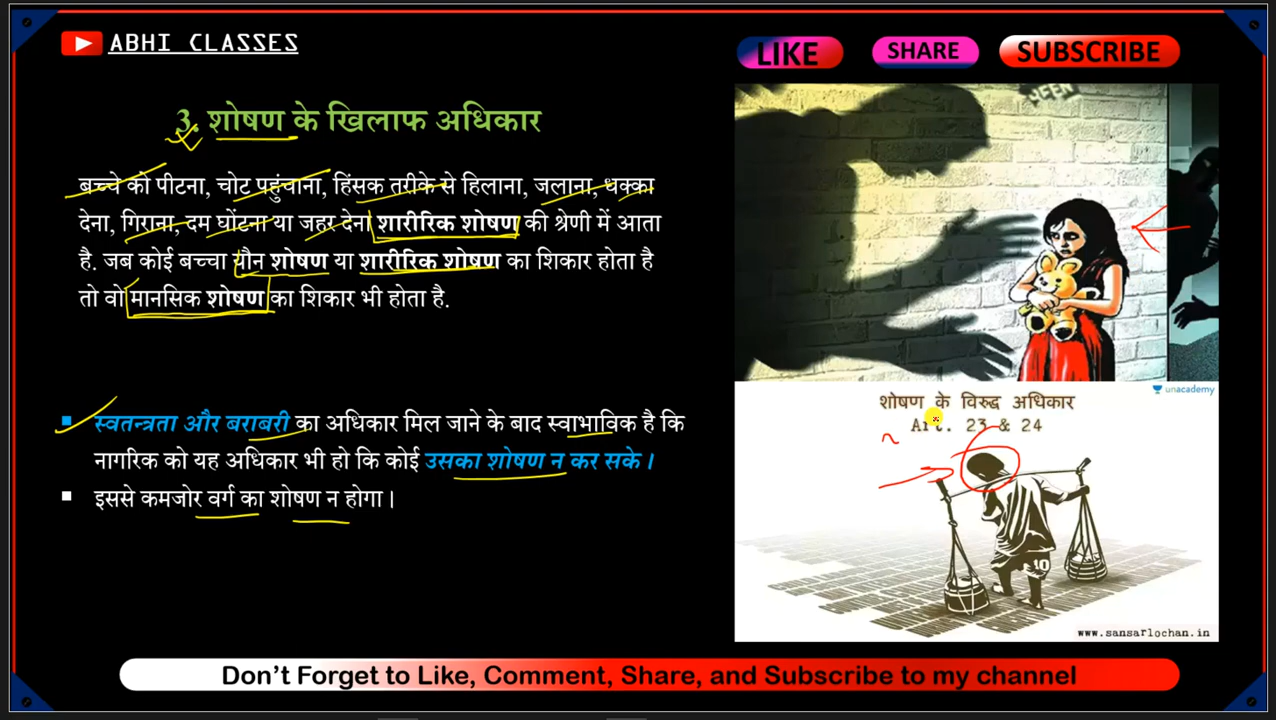 ABHI CLASSES
LIKE
SHARE
SUBSCRIBE
3. शोषण के खिलाफ अधिकार
बच्चे को पीटना, चोट पहुंचाना, हिंसक तरीके से हिलाना, जलाना, धक्का
देना, गिराना, दम घोंटना या जहर देना शारीरिक शोषण की श्रेणी में आता
है. जब कोई बच्चा यौन शोषण या शारीरिक शोषण का शिकार होता है
तो वो मानसिक शोषण का शिकार भी होता है.
स्वतन्त्रता और बराबरी का अधिकार मिल जाने के बाद स्वाभाविक है कि
नागरिक को यह अधिकार भी हो कि कोई उसका शोषण न कर सके।
इससे कमजोर वर्ग का शोषण न होगा।
unacademy
शोषण के विरुद्ध अधिकार
Art. 23 & 24
10
www.sansarlochan.in
Don't Forget to Like, Comment, Share, and Subscribe to my channel